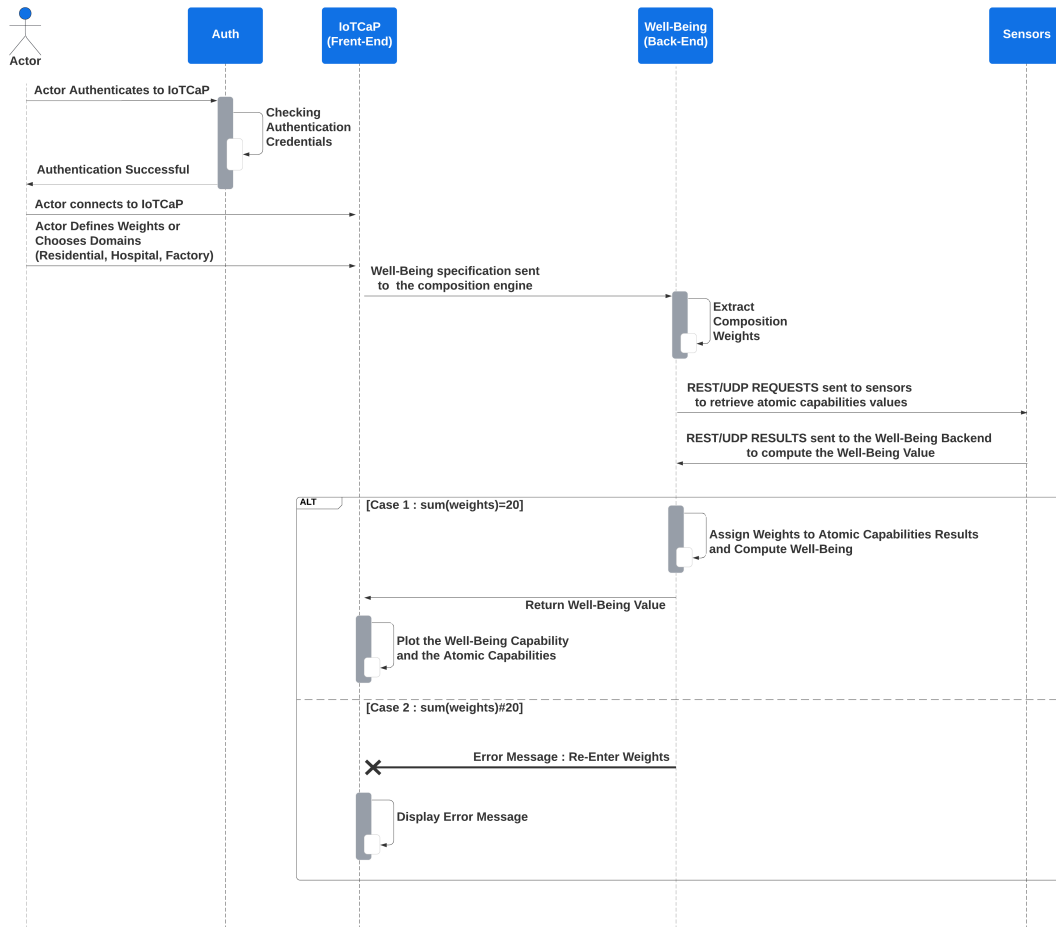 Actor
Auth
IoTCaP
(Frent-End)
Well-Being
(Back-End)
Sensors
Actor Authenticates to IoTCaP
Checking
Authentication
Credentials
Authentication Successful
Actor connects to IoTCaP
Actor Defines Weights or
Chooses Domains
(Residential, Hospital, Factory)
Well-Being specification sent
to the composition engine
Extract
Composition
Weights
REST/UDP REQUESTS sent to sensors
to retrieve atomic capabilities values
REST/UDP RESULTS sent to the Well-Being Backend
to compute the Well-Being Value
ALT
[Case 1 : sum(weights)=20]
Assign Weights to Atomic Capabilities Results
and Compute Well-Being
Return Well-Being Value
Plot the Well-Being Capability
and the Atomic Capabilities
[Case 2 : sum(weights)#20]
Error Message : Re-Enter Weights
Display Error Message